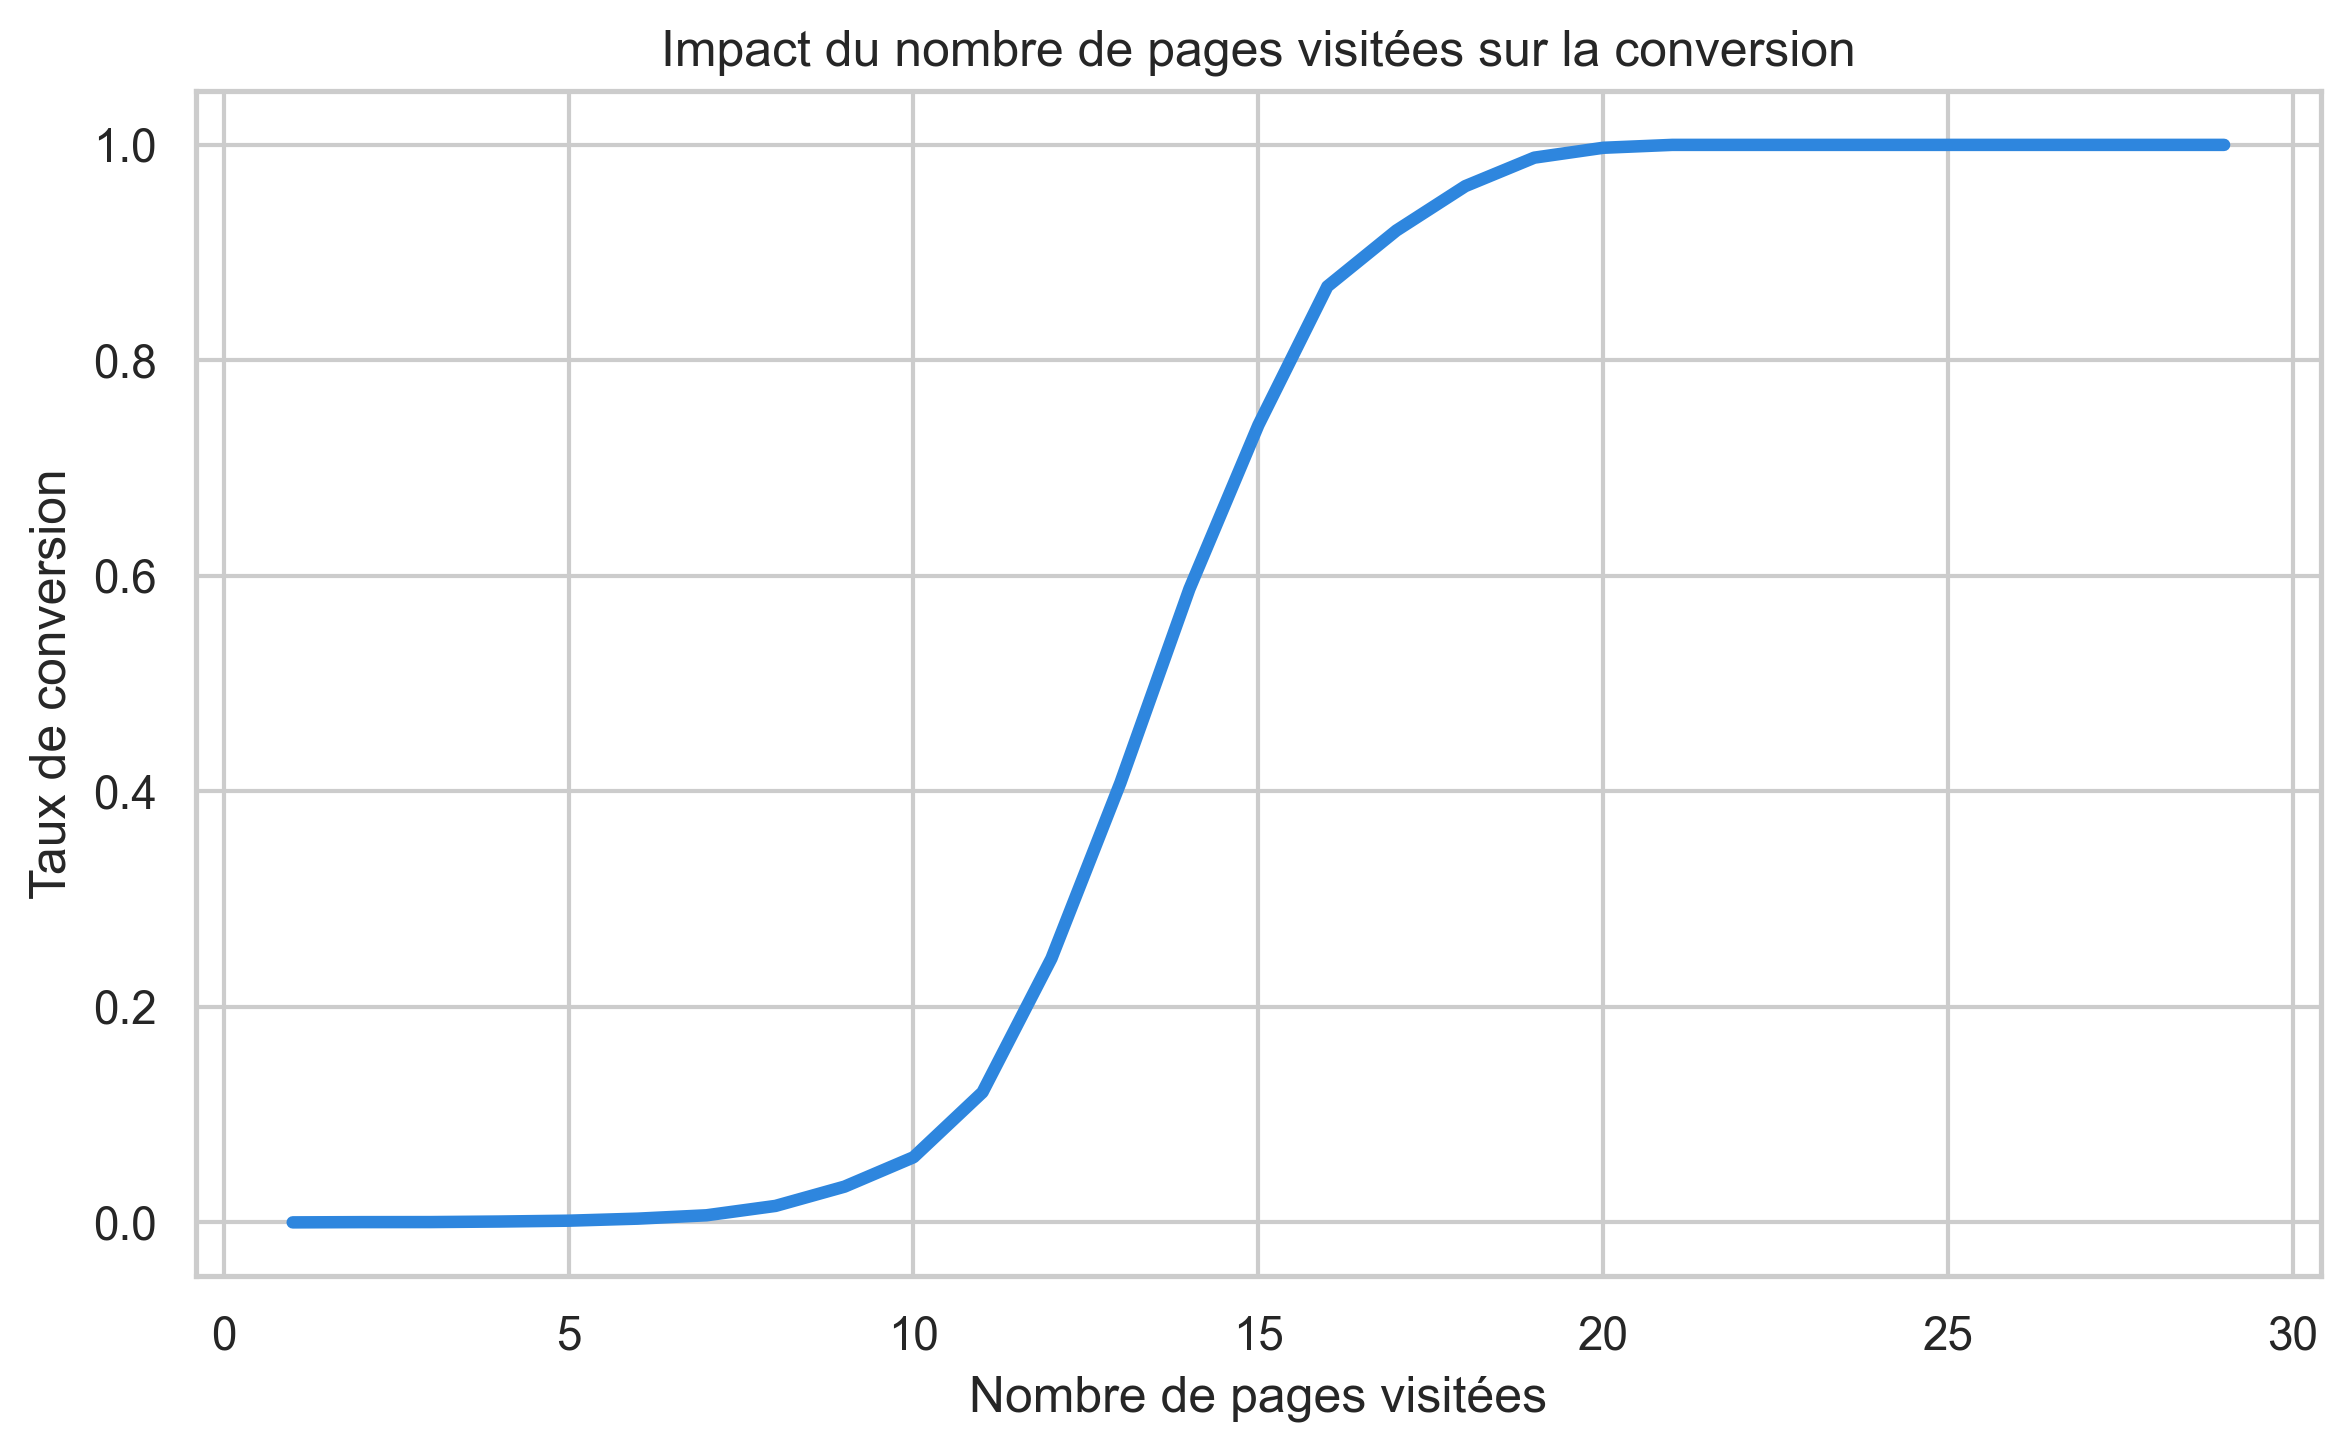 Impact du nombre de pages visitées sur la conversion
1.0
0.8
0.6
0.4
0.2
0.0
Taux de conversion
0 5 10 15 20 25 30
Nombre de pages visitées